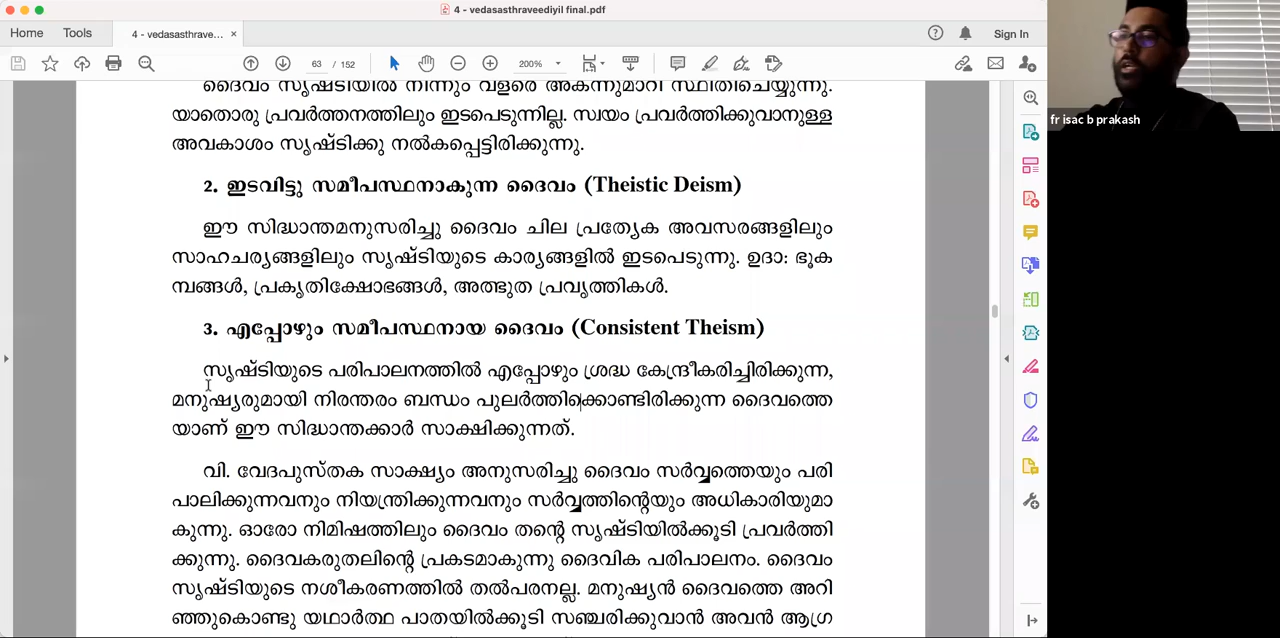 4 - vedasasthraveediyil final.pdf
Home Tools 4 - vedasasthrave... × Sign In
63 / 152 200%
ദൈവം സൃഷ്ടിയിൽ നിന്നും വളരെ അകന്നുമാറി സ്ഥിതിചെയ്യുന്നു.
യാതൊരു പ്രവർത്തനത്തിലും ഇടപെടുന്നില്ല. സ്വയം പ്രവർത്തിക്കുവാനുള്ള
അവകാശം സൃഷ്ടിക്കു നൽകപ്പെട്ടിരിക്കുന്നു.
2. ഇടവിട്ടു സമീപസ്ഥനാകുന്ന ദൈവം (Theistic Deism)
ഈ സിദ്ധാന്തമനുസരിച്ചു ദൈവം ചില പ്രത്യേക അവസരങ്ങളിലും
സാഹചര്യങ്ങളിലും സൃഷ്ടിയുടെ കാര്യങ്ങളിൽ ഇടപെടുന്നു. ഉദാ: ഭൂക
മ്പങ്ങൾ, പ്രകൃതിക്ഷോഭങ്ങൾ, അത്ഭുത പ്രവൃത്തികൾ.
3. എപ്പോഴും സമീപസ്ഥനായ ദൈവം (Consistent Theism)
സൃഷ്ടിയുടെ പരിപാലനത്തിൽ എപ്പോഴും ശ്രദ്ധ കേന്ദ്രീകരിച്ചിരിക്കുന്ന,
മനുഷ്യരുമായി നിരന്തരം ബന്ധം പുലർത്തിക്കൊണ്ടിരിക്കുന്ന ദൈവത്തെ
യാണ് ഈ സിദ്ധാന്തക്കാർ സാക്ഷിക്കുന്നത്.
വി. വേദപുസ്തക സാക്ഷ്യം അനുസരിച്ചു ദൈവം സർവ്വത്തെയും പരി
പാലിക്കുന്നവനും നിയന്ത്രിക്കുന്നവനും സർവ്വത്തിന്റെയും അധികാരിയുമാ
കുന്നു. ഓരോ നിമിഷത്തിലും ദൈവം തന്റെ സൃഷ്ടിയിൽക്കൂടി പ്രവർത്തി
ക്കുന്നു. ദൈവകരുതലിന്റെ പ്രകടമാകുന്നു ദൈവിക പരിപാലനം. ദൈവം
സൃഷ്ടിയുടെ നശീകരണത്തിൽ തൽപരനല്ല. മനുഷ്യൻ ദൈവത്തെ അറി
ഞ്ഞുകൊണ്ടു യഥാർത്ഥ പാതയിൽക്കൂടി സഞ്ചരിക്കുവാൻ അവൻ ആഗ്ര
fr isac b prakash